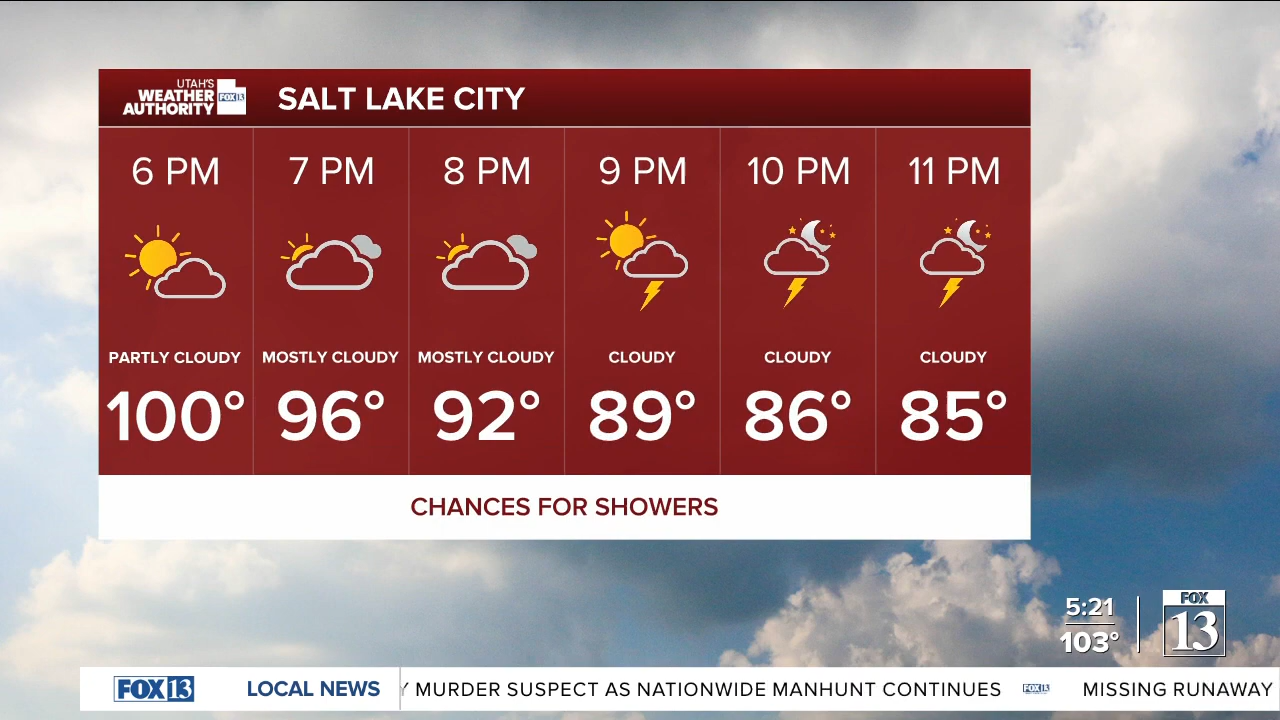 UTAH'S
WEATHER
AUTHORITY
FOX 13
SALT LAKE CITY
6 PM
7 PM
8 PM
9 PM
10 PM
11 PM
PARTLY CLOUDY
MOSTLY CLOUDY
MOSTLY CLOUDY
CLOUDY
CLOUDY
CLOUDY
100°
96°
92°
89°
86°
85°
CHANCES FOR SHOWERS
5:21
103°
FOX
13
FOX 13
LOCAL NEWS
Y MURDER SUSPECT AS NATIONWIDE MANHUNT CONTINUES
FOX 13
MISSING RUNAWAY